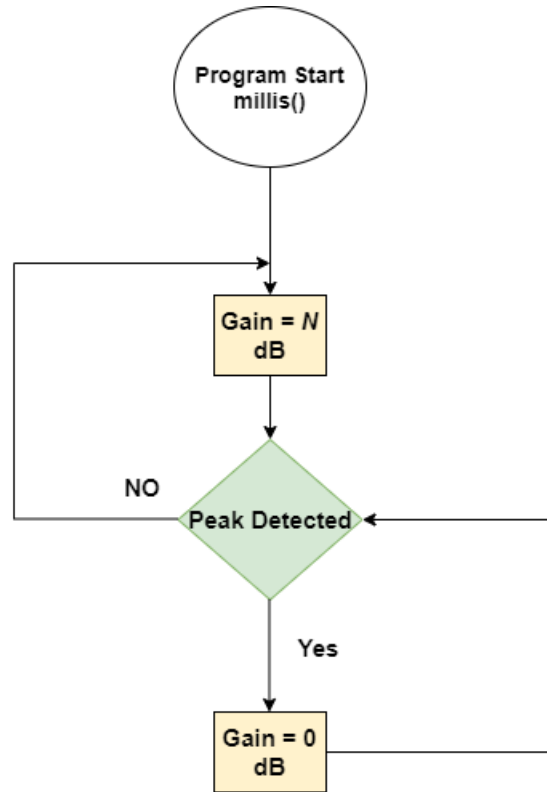 Program Start
millis()
Gain = N
dB
NO
Peak Detected
Yes
Gain = 0
dB